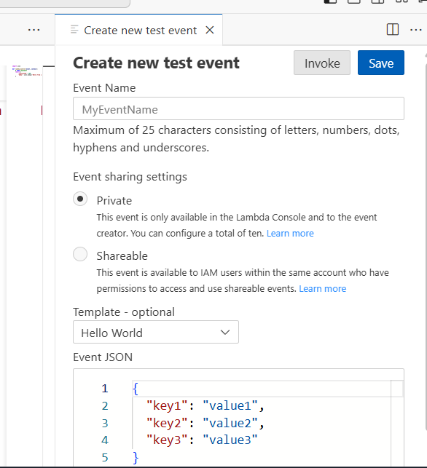 Create new test event
Create new test event
Invoke
Save
Event Name
MyEventName
Maximum of 25 characters consisting of letters, numbers, dots,
hyphens and underscores.
Event sharing settings
Private
This event is only available in the Lambda Console and to the event
creator. You can configure a total of ten. Learn more
Shareable
This event is available to IAM users within the same account who have
permissions to access and use shareable events. Learn more
Template - optional
Hello World
Event JSON
1 {
2 "key1": "value1",
3 "key2": "value2",
4 "key3": "value3"
5 }